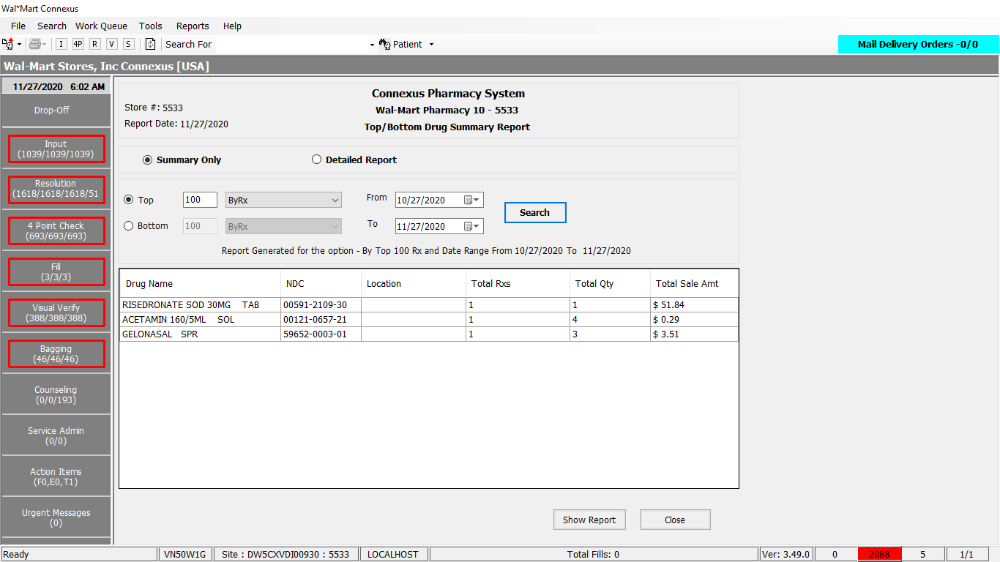 Wal*Mart Connexus
File Search Work Queue Tools Reports Help
I 4P R V S Search For Patient Mail Delivery Orders -0/0
Wal-Mart Stores, Inc Connexus [USA]
11/27/2020 6:02 AM
Drop-Off
Input
(1039/1039/1039)
Resolution
(1618/1618/1618/51
4 Point Check
(693/693/693)
Fill
(3/3/3)
Visual Verify
(388/388/388)
Bagging
(46/46/46)
Counseling
(0/0/193)
Service Admin
(0/0)
Action Items
(F0,E0,T1)
Urgent Messages
(0)
Connexus Pharmacy System
Store #: 5533
Wal-Mart Pharmacy 10 - 5533
Report Date: 11/27/2020
Top/Bottom Drug Summary Report
Summary Only Detailed Report
Top 100 ByRx From 10/27/2020
Search
Bottom 100 ByRx To 11/27/2020
Report Generated for the option - By Top 100 Rx and Date Range From 10/27/2020 To 11/27/2020
Drug Name NDC Location Total Rxs Total Qty Total Sale Amt
RISEDRONATE SOD 30MG TAB 00591-2109-30 1 1 $ 51.84
ACETAMIN 160/5ML SOL 00121-0657-21 1 4 $ 0.29
GELONASAL SPR 59652-0003-01 1 3 $ 3.51
Show Report Close
Ready VN50W1G Site : DW5CXVDI00930 : 5533 LOCALHOST Total Fills: 0 Ver: 3.49.0 0 2088 5 1/1